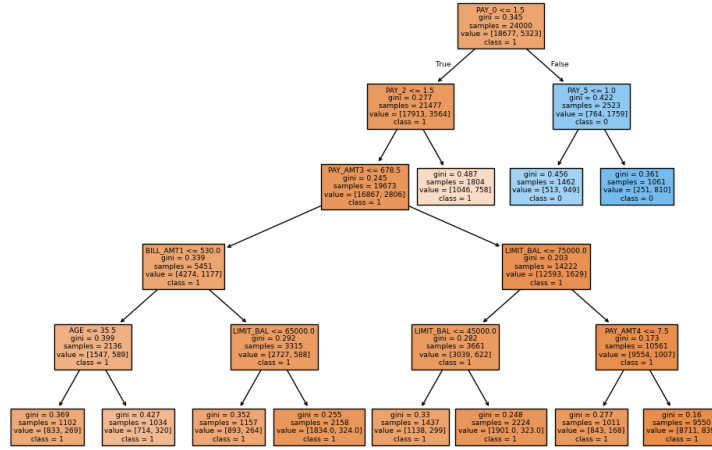 PAY_0 <= 1.5
gini = 0.345
samples = 24000
value = [18677, 5323]
class = 1
True
False
PAY_2 <= 1.5
gini = 0.277
samples = 21477
value = [17913, 3564]
class = 1
PAY_5 <= 1.0
gini = 0.422
samples = 2523
value = [764, 1759]
class = 0
PAY_AMT3 <= 678.5
gini = 0.245
samples = 19673
value = [16867, 2806]
class = 1
gini = 0.487
samples = 1804
value = [1046, 758]
class = 1
gini = 0.456
samples = 1462
value = [513, 949]
class = 0
gini = 0.361
samples = 1061
value = [251, 810]
class = 0
BILL_AMT1 <= 530.0
gini = 0.339
samples = 5451
value = [4274, 1177]
class = 1
LIMIT_BAL <= 75000.0
gini = 0.203
samples = 14222
value = [12593, 1629]
class = 1
AGE <= 35.5
gini = 0.399
samples = 2136
value = [1547, 589]
class = 1
LIMIT_BAL <= 65000.0
gini = 0.292
samples = 3315
value = [2727, 588]
class = 1
LIMIT_BAL <= 45000.0
gini = 0.282
samples = 3661
value = [3039, 622]
class = 1
PAY_AMT4 <= 7.5
gini = 0.173
samples = 10561
value = [9554, 1007]
class = 1
gini = 0.369
samples = 1102
value = [833, 269]
class = 1
gini = 0.427
samples = 1034
value = [714, 320]
class = 1
gini = 0.352
samples = 1157
value = [893, 264]
class = 1
gini = 0.255
samples = 2158
value = [1834.0, 324.0]
class = 1
gini = 0.33
samples = 1437
value = [1138, 299]
class = 1
gini = 0.248
samples = 2224
value = [1901.0, 323.0]
class = 1
gini = 0.277
samples = 1011
value = [843, 168]
class = 1
gini = 0.16
samples = 9550
value = [8711, 839]
class = 1